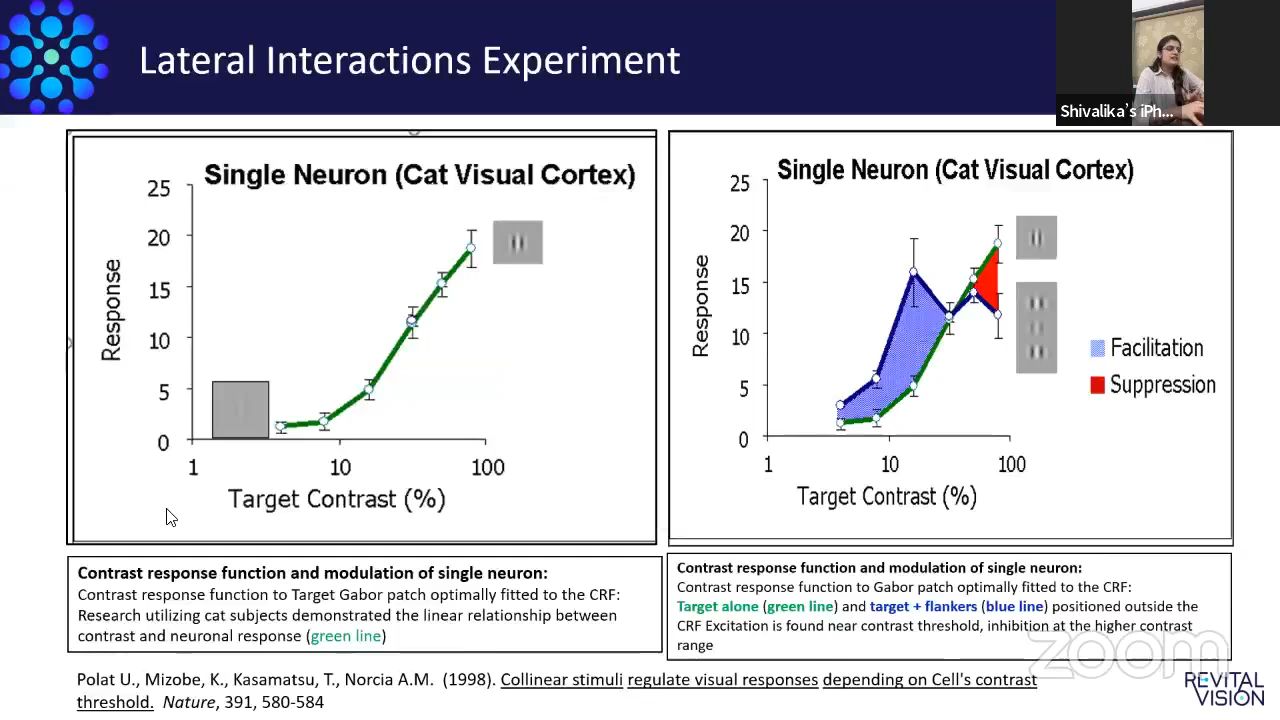 Lateral Interactions Experiment
Shivalika's iPh...
Single Neuron (Cat Visual Cortex)
25
20
15
10
5
0
Response
1
10
100
Target Contrast (%)
Single Neuron (Cat Visual Cortex)
25
20
15
10
5
0
Response
1
10
100
Target Contrast (%)
Facilitation
Suppression
Contrast response function and modulation of single neuron:
Contrast response function to Target Gabor patch optimally fitted to the CRF:
Research utilizing cat subjects demonstrated the linear relationship between
contrast and neuronal response (green line)
Contrast response function and modulation of single neuron:
Contrast response function to Gabor patch optimally fitted to the CRF:
Target alone (green line) and target + flankers (blue line) positioned outside the
CRF Excitation is found near contrast threshold, inhibition at the higher contrast
range
Polat U., Mizobe, K., Kasamatsu, T., Norcia A.M. (1998). Collinear stimuli regulate visual responses depending on Cell's contrast
threshold. Nature, 391, 580-584
zoom
REVITAL
VISION